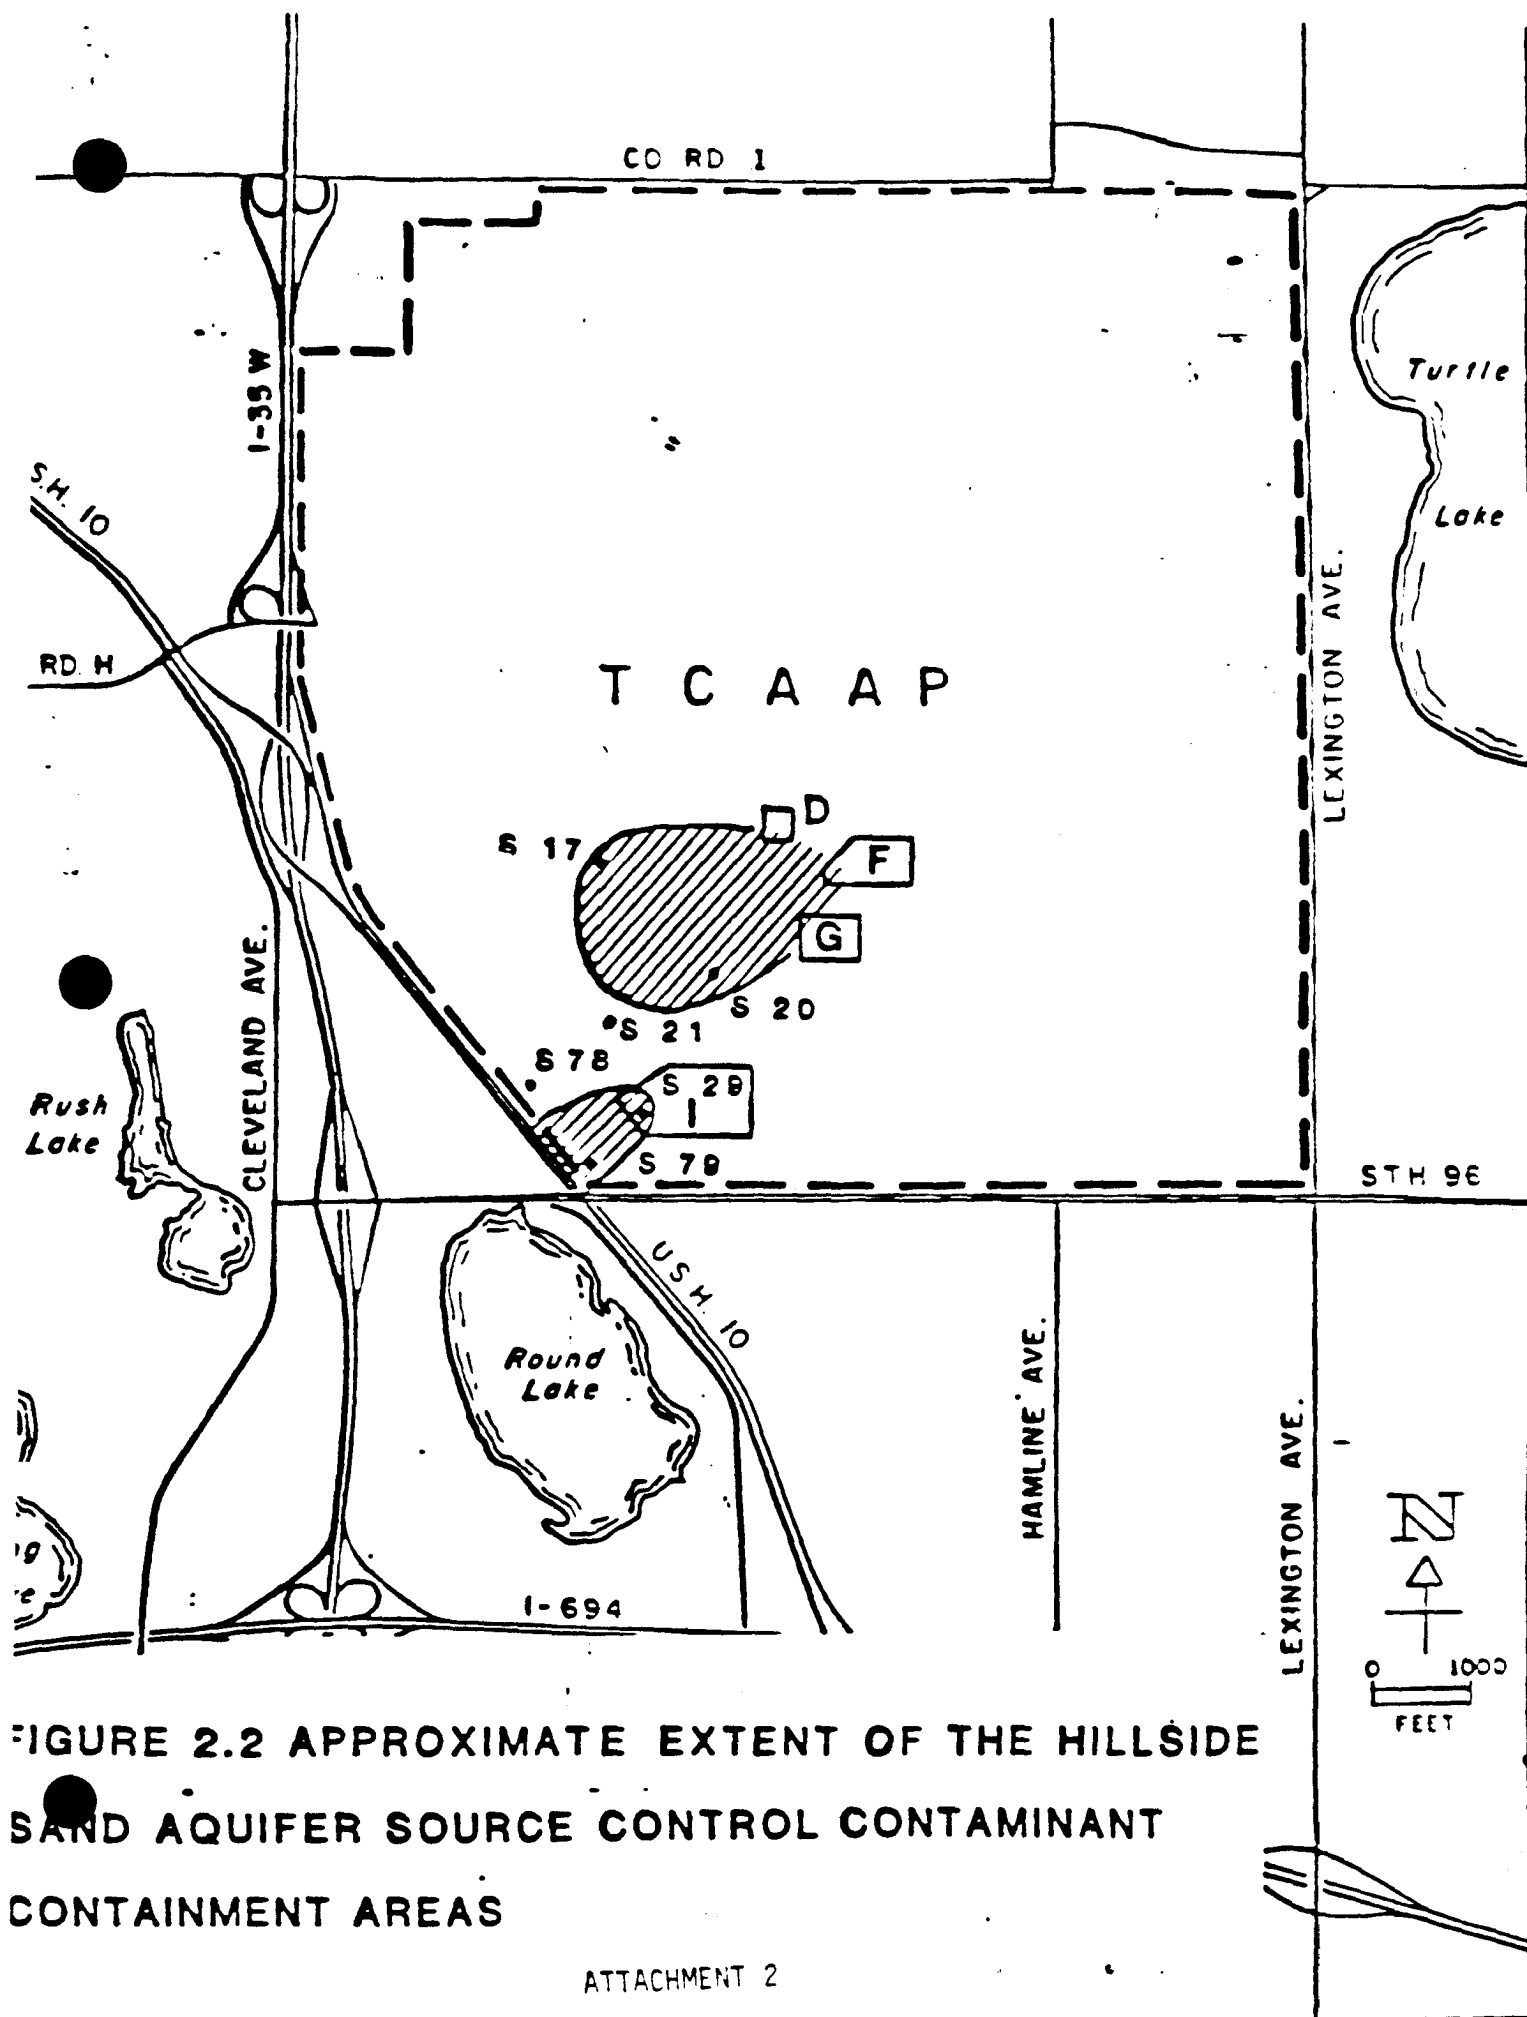 CO RD I
I-35 W
S.H. 10
Turtle
Lake
RD. H
T C A A P
LEXINGTON AVE.
D
S 17
F
G
S 20
S 21
S 78
S 29
I
S 79
CLEVELAND AVE.
Rush
Lake
STH 96
USH. 10
Round
Lake
HAMLINE AVE.
LEXINGTON AVE.
N
I-694
0 1000
FEET
FIGURE 2.2 APPROXIMATE EXTENT OF THE HILLSIDE
SAND AQUIFER SOURCE CONTROL CONTAMINANT
CONTAINMENT AREAS
ATTACHMENT 2